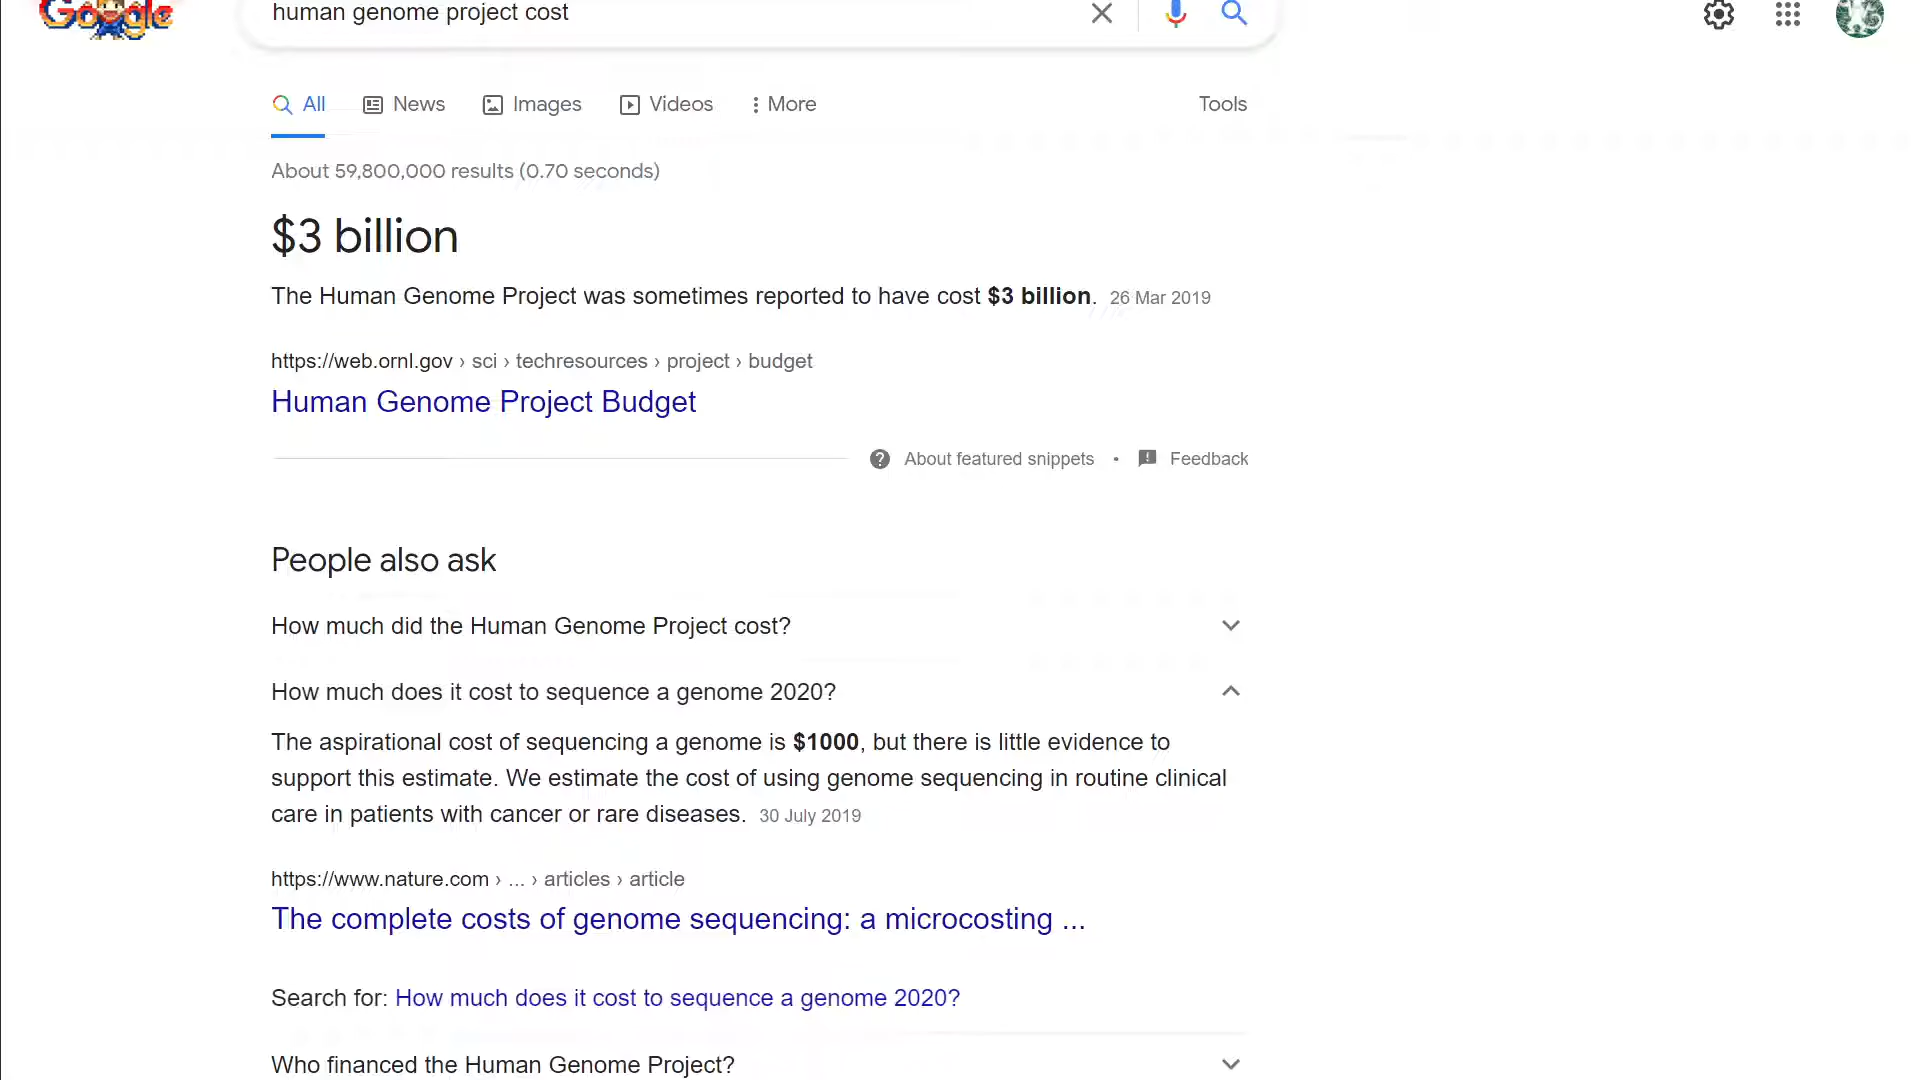 Google
human genome project cost
All News Images Videos More Tools
About 59,800,000 results (0.70 seconds)
$3 billion
The Human Genome Project was sometimes reported to have cost $3 billion. 26 Mar 2019
https://web.ornl.gov › sci › techresources › project › budget
Human Genome Project Budget
About featured snippets • Feedback
People also ask
How much did the Human Genome Project cost?
How much does it cost to sequence a genome 2020?
The aspirational cost of sequencing a genome is $1000, but there is little evidence to
support this estimate. We estimate the cost of using genome sequencing in routine clinical
care in patients with cancer or rare diseases. 30 July 2019
https://www.nature.com › ... › articles › article
The complete costs of genome sequencing: a microcosting ...
Search for: How much does it cost to sequence a genome 2020?
Who financed the Human Genome Project?